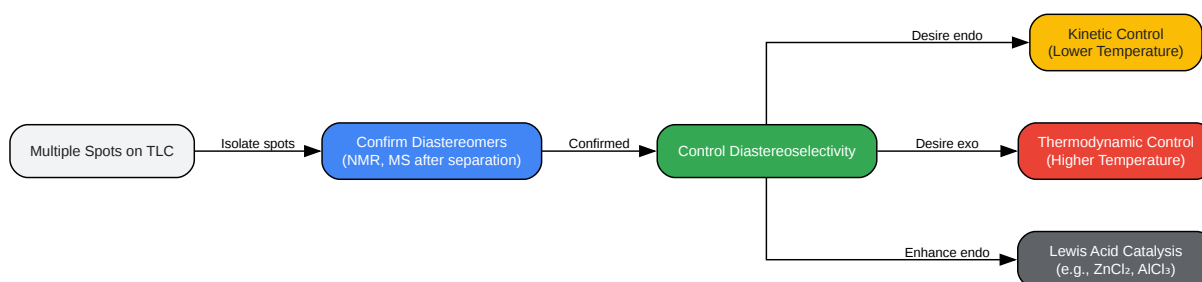 Multiple Spots on TLC
Isolate spots
Confirm Diastereomers
(NMR, MS after separation)
Confirmed
Control Diastereoselectivity
Desire endo
Kinetic Control
(Lower Temperature)
Desire exo
Thermodynamic Control
(Higher Temperature)
Enhance endo
Lewis Acid Catalysis
(e.g., ZnCl₂, AlCl₃)